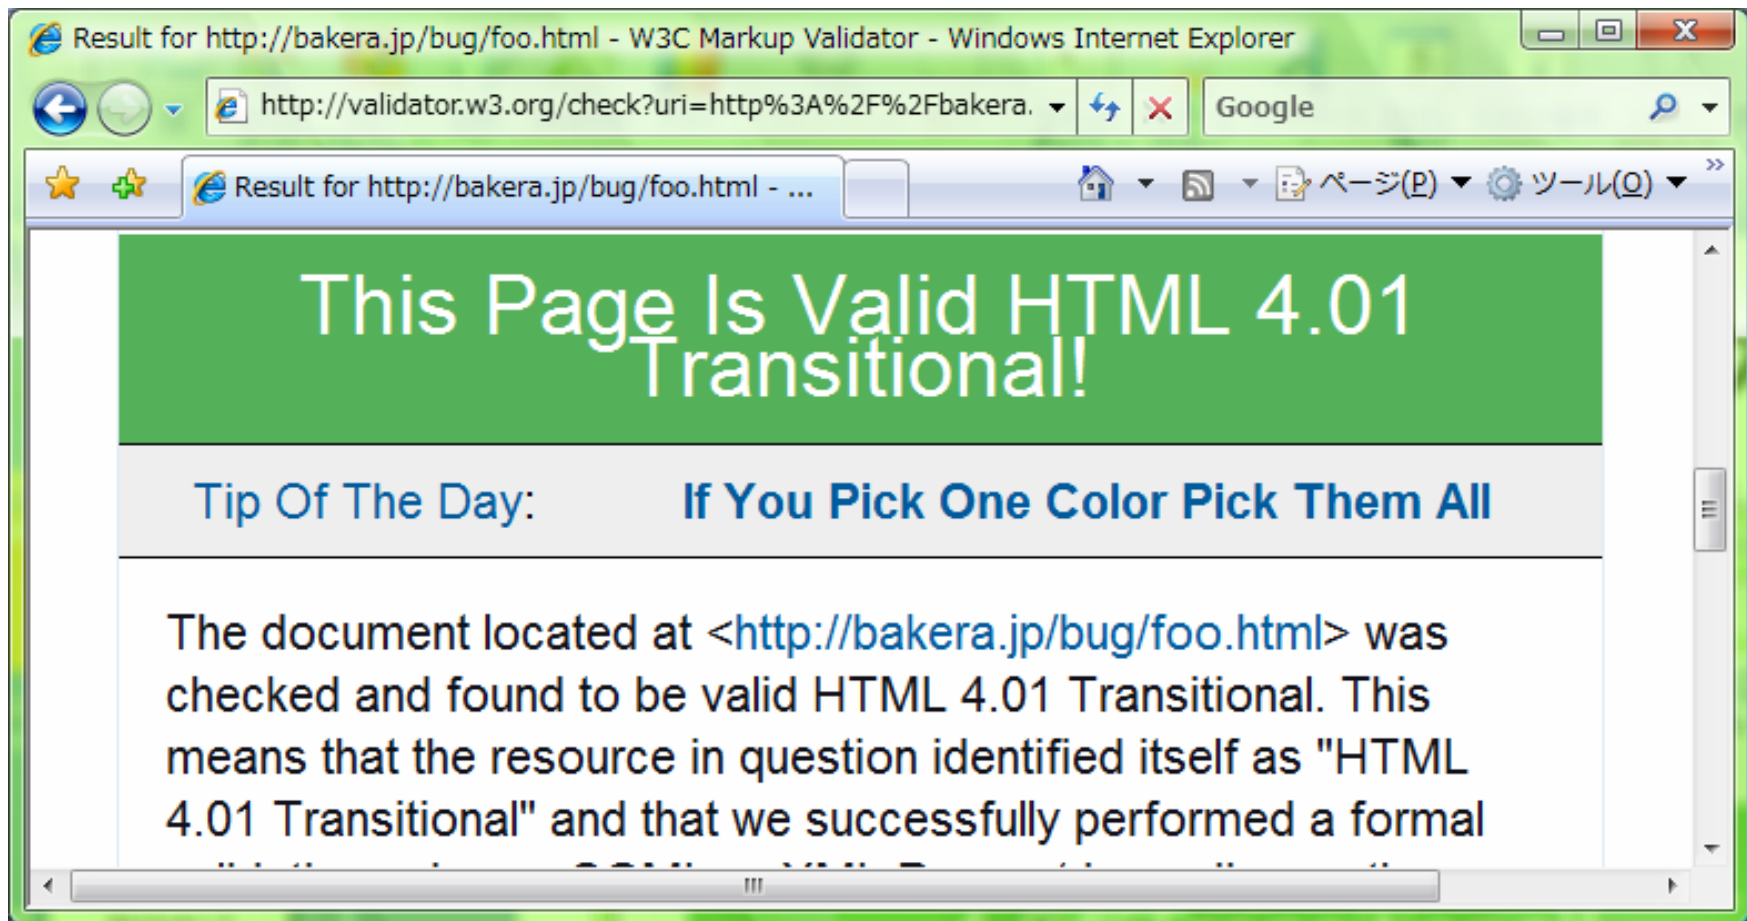 Result for http://bakera.jp/bug/foo.html - W3C Markup Validator - Windows Internet Explorer
http://validator.w3.org/check?uri=http%3A%2F%2Fbakera.
Google
Result for http://bakera.jp/bug/foo.html - ...
ページ(P)
ツール(O)
This Page Is Valid HTML 4.01
Transitional!
Tip Of The Day: If You Pick One Color Pick Them All
The document located at <http://bakera.jp/bug/foo.html> was
checked and found to be valid HTML 4.01 Transitional. This
means that the resource in question identified itself as "HTML
4.01 Transitional" and that we successfully performed a formal